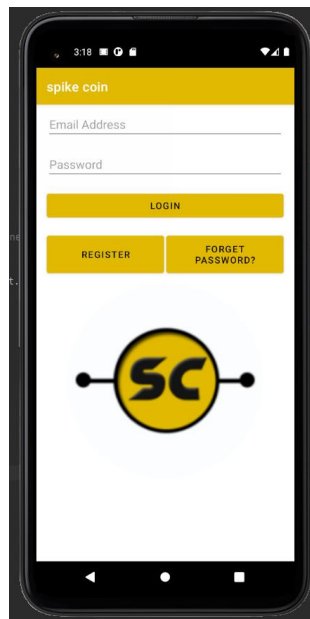 3:18
spike coin
Email Address
Password
LOGIN
REGISTER
FORGET
PASSWORD?
SC